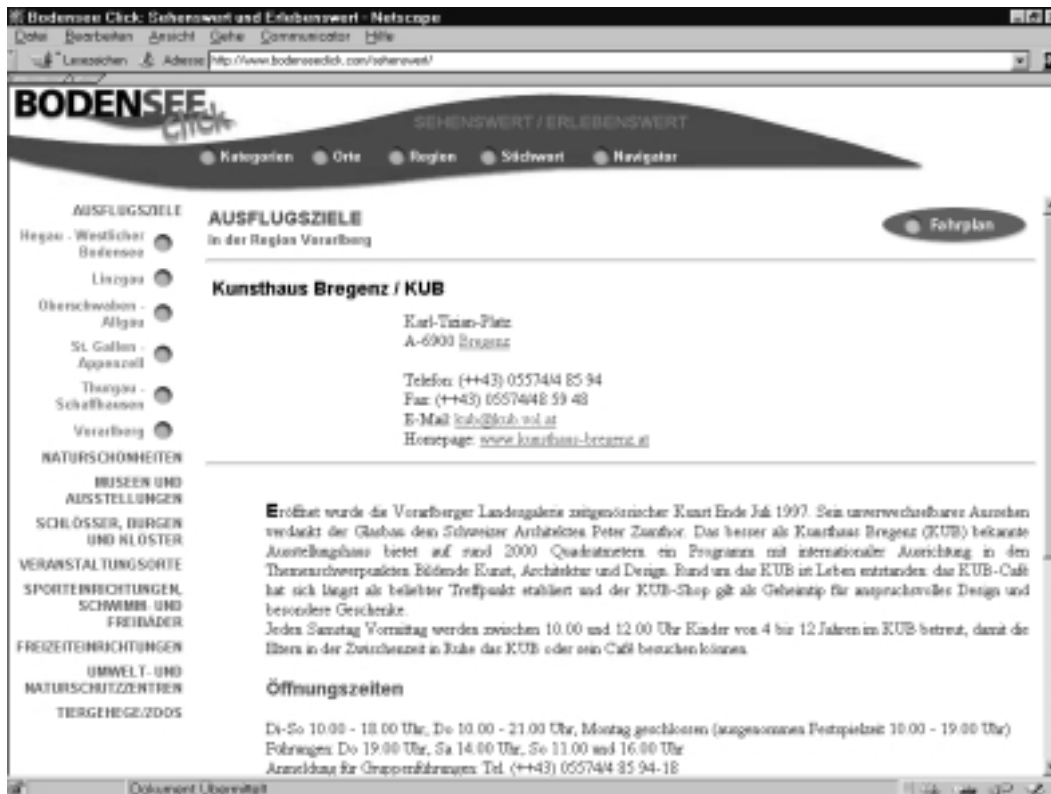 Bodensee Click: Sehenswert und Erlebenswert - Netscape
Datei Bearbeiten Ansicht Gehe Communicator Hilfe
Lesezeichen Adresse http://www.bodenseeclick.com/sehenswert/
BODENSEE
click
SEHENSWERT / ERLEBENSWERT
Kategorien Orte Region Stichwort Navigator
AUSFLUGSZIELE
Hegau - Westlicher
Bodensee
Linzgau
Oberschwaben -
Allgäu
St. Gallen -
Appenzell
Thurgau -
Schaffhausen
Vorarlberg
NATURSCHÖNHEITEN
MUSEEN UND
AUSSTELLUNGEN
SCHLÖSSER, BURGEN
UND KLÖSTER
VERANSTALTUNGSORTE
SPORTEINRICHTUNGEN,
SCHWIMM- UND
FREIBÄDER
FREIZEITEINRICHTUNGEN
UMWELT- UND
NATURSCHUTZZENTREN
TIERGEHEGE/ZOOS
AUSFLUGSZIELE
in der Region Vorarlberg
Fahrplan
Kunsthaus Bregenz / KUB
Karl-Tizian-Platz
A-6900 Bregenz
Telefon: (++43) 05574/4 85 94
Fax: (++43) 05574/48 59 48
E-Mail: kub@kub.vol.at
Homepage: www.kunsthaus-bregenz.at
Eröffnet wurde die Vorarlberger Landesgalerie zeitgenössischer Kunst Ende Juli 1997. Sein unverwechselbares Aussehen
verdankt der Glasbau dem Schweizer Architekten Peter Zumthor. Das besser als Kunsthaus Bregenz (KUB) bekannte
Ausstellungshaus bietet auf rund 2000 Quadratmetern ein Programm mit internationaler Ausrichtung in den
Themenschwerpunkten Bildende Kunst, Architektur und Design. Rund um das KUB ist Leben entstanden: das KUB-Café
hat sich längst als beliebter Treffpunkt etabliert und der KUB-Shop gilt als Geheimtip für anspruchsvolles Design und
besondere Geschenke.
Jeden Samstag Vormittag werden zwischen 10.00 und 12.00 Uhr Kinder von 4 bis 12 Jahren im KUB betreut, damit die
Eltern in der Zwischenzeit in Ruhe das KUB oder sein Café besuchen können.
Öffnungszeiten
Di-So 10.00 - 18.00 Uhr, Do 10.00 - 21.00 Uhr, Montag geschlossen (ausgenommen Festspielzeit 10.00 - 19.00 Uhr)
Führungen: Do 19.00 Uhr, Sa 14.00 Uhr, So 11.00 und 16.00 Uhr
Anmeldung für Gruppenführungen: Tel. (++43) 05574/4 85 94-18
Dokument Übermittelt